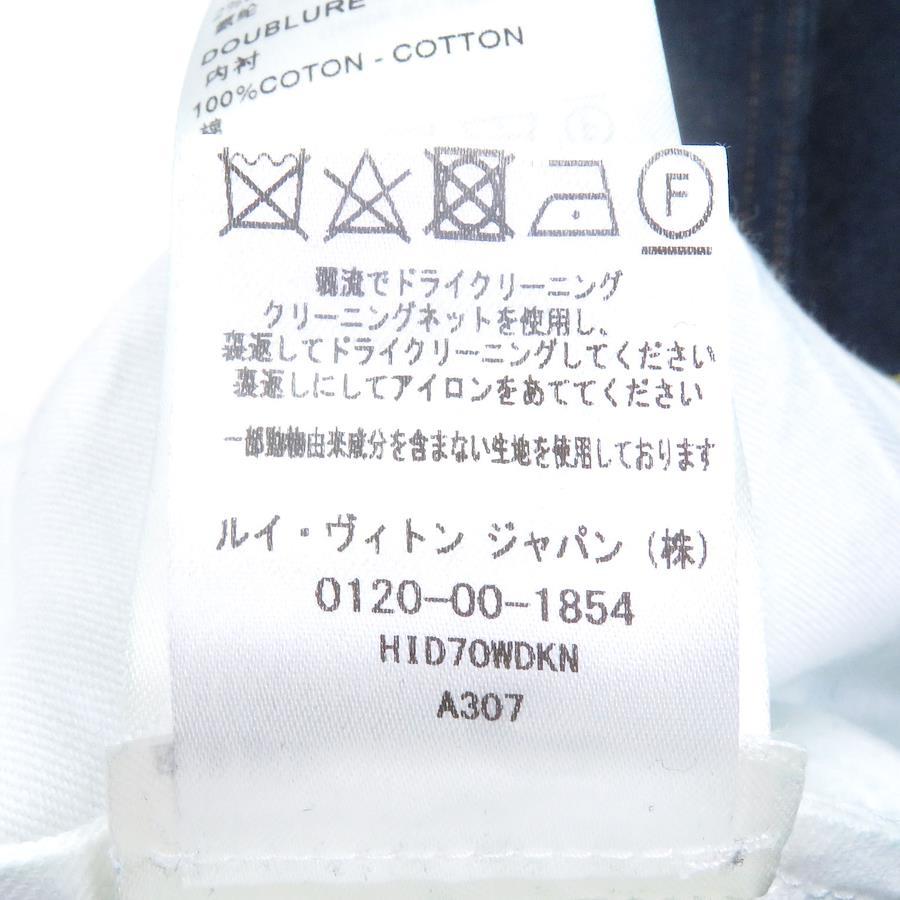 DOUBLURE
内衬
100%COTON - COTTON
棉
F
弱流でドライクリーニング
クリーニングネットを使用し、
裏返してドライクリーニングしてください
裏返しにしてアイロンをあててください
一部動物由来成分を含まない生地を使用しております
ルイ・ヴィトン ジャパン (株)
0120-00-1854
HID70WDKN
A307